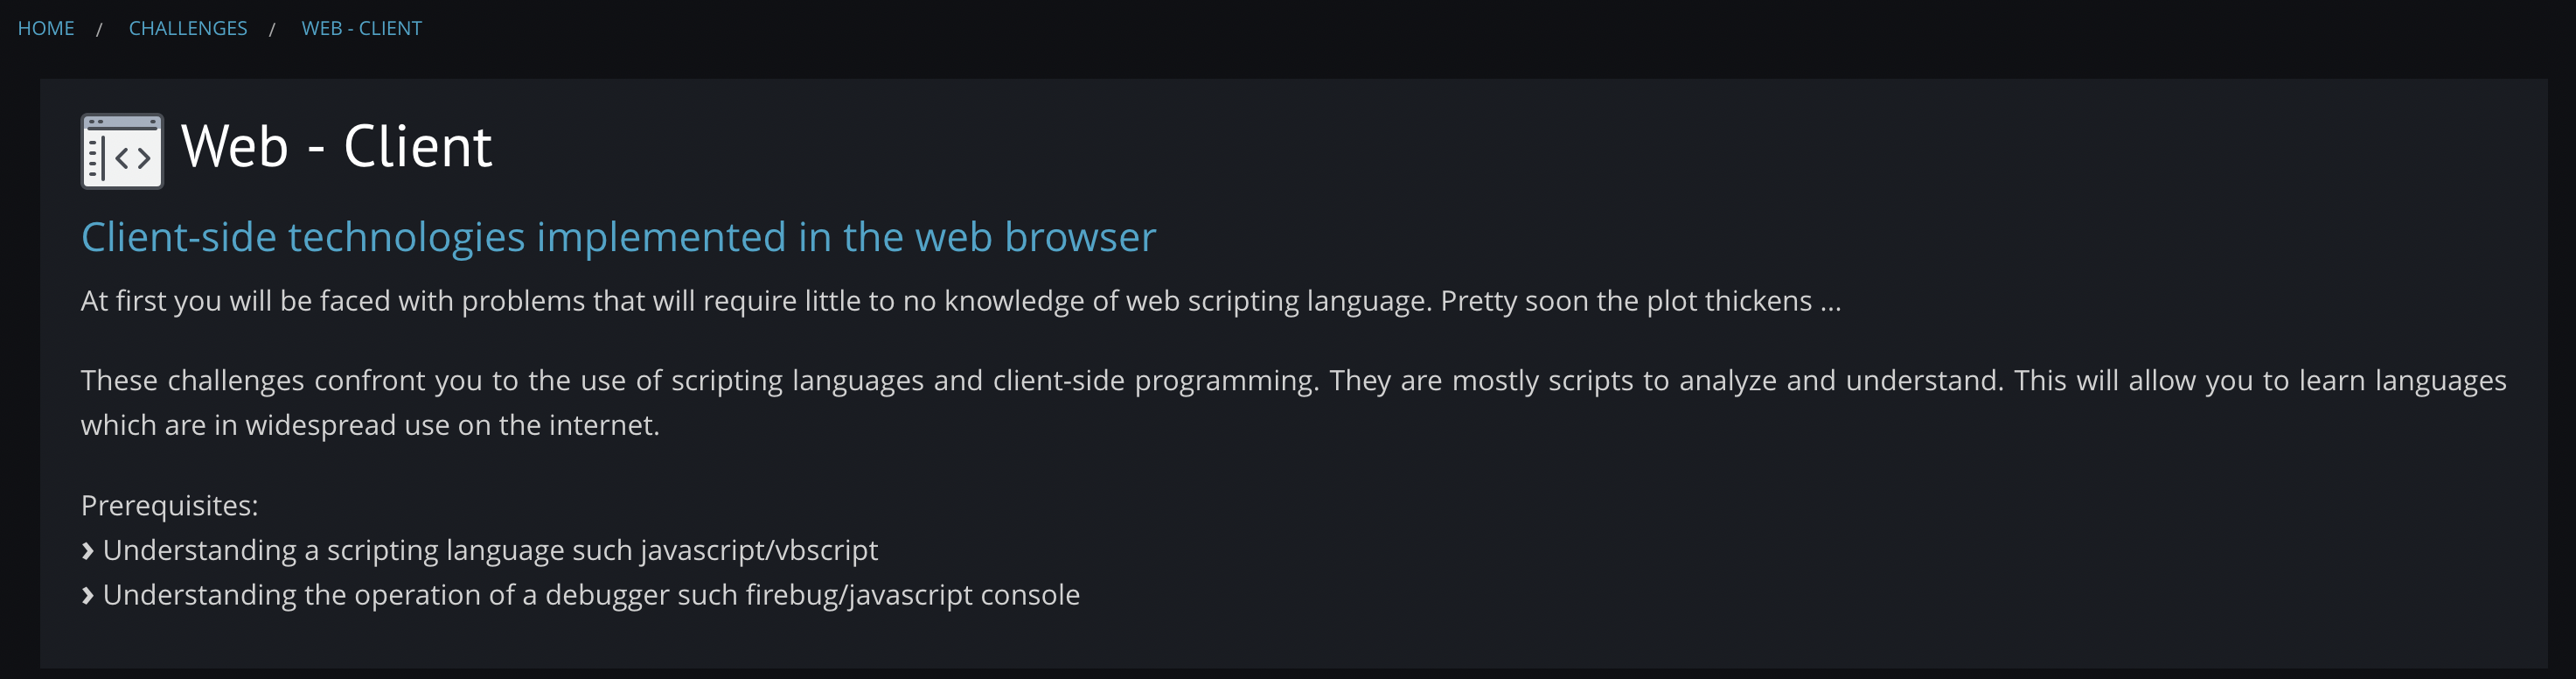 HOME / CHALLENGES / WEB - CLIENT
Web - Client
Client-side technologies implemented in the web browser
At first you will be faced with problems that will require little to no knowledge of web scripting language. Pretty soon the plot thickens ...
These challenges confront you to the use of scripting languages and client-side programming. They are mostly scripts to analyze and understand. This will allow you to learn languages
which are in widespread use on the internet.
Prerequisites:
› Understanding a scripting language such javascript/vbscript
› Understanding the operation of a debugger such firebug/javascript console